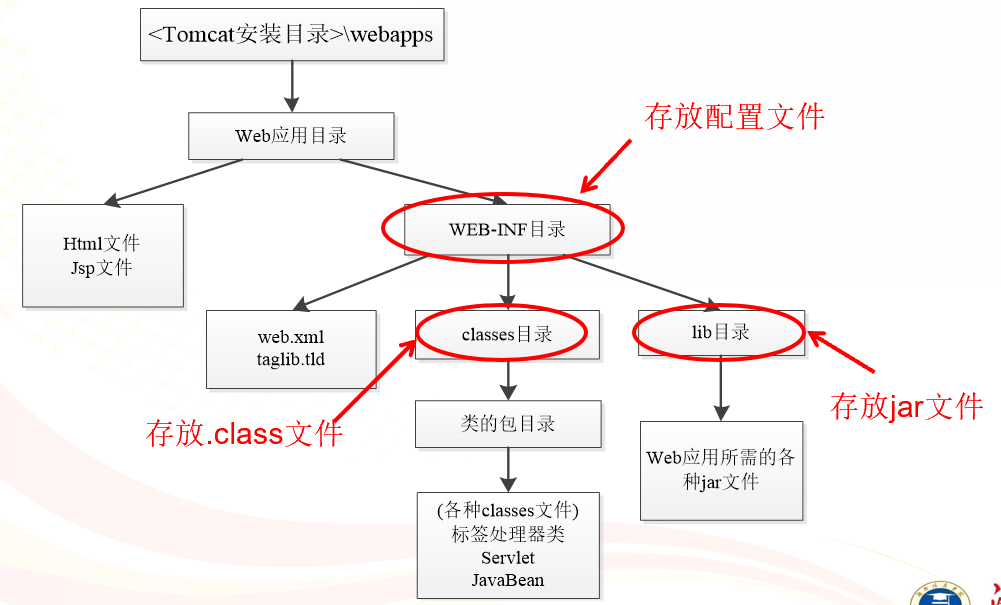 <Tomcat安装目录>\webapps
Web应用目录
存放配置文件
Html文件
Jsp文件
WEB-INF目录
web.xml
taglib.tld
classes目录
lib目录
存放.class文件
存放jar文件
类的包目录
Web应用所需的各
种jar文件
(各种classes文件)
标签处理器类
Servlet
JavaBean